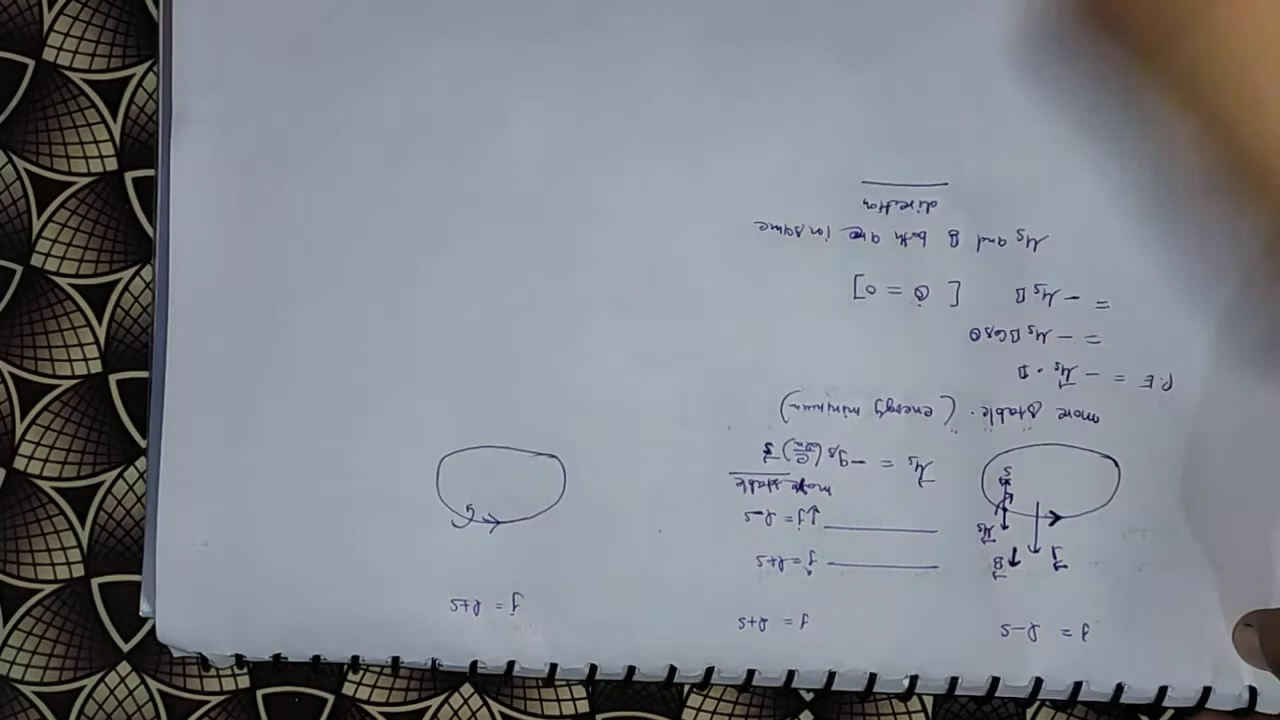 j = l-s
j = l+s
j = l+s
J
B
μs
S
j = l+s
j = l-s
more stable
μs = -gs (e/2m) s
more stable. (energy minimum)
P.E = - μs · B
= - μs B Cos θ
= - μs B [ θ = 0 ]
μs and B both are in same
direction